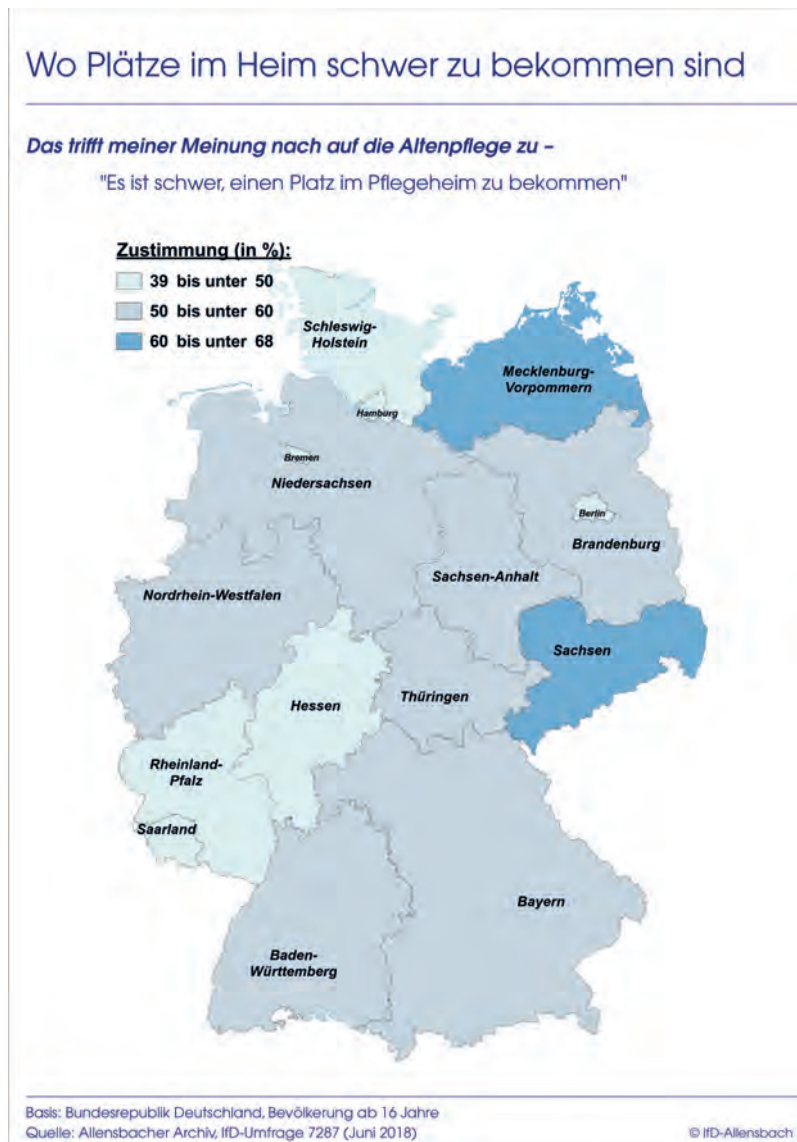 Wo Plätze im Heim schwer zu bekommen sind
Das trifft meiner Meinung nach auf die Altenpflege zu –
"Es ist schwer, einen Platz im Pflegeheim zu bekommen"
Zustimmung (in %):
39 bis unter 50
50 bis unter 60
60 bis unter 68
Schleswig-
Holstein
Mecklenburg-
Vorpommern
Hamburg
Bremen
Niedersachsen
Berlin
Brandenburg
Sachsen-Anhalt
Nordrhein-Westfalen
Sachsen
Thüringen
Hessen
Rheinland-
Pfalz
Saarland
Bayern
Baden-
Württemberg
Basis: Bundesrepublik Deutschland, Bevölkerung ab 16 Jahre
Quelle: Allensbacher Archiv, IfD-Umfrage 7287 (Juni 2018)
© IfD-Allensbach